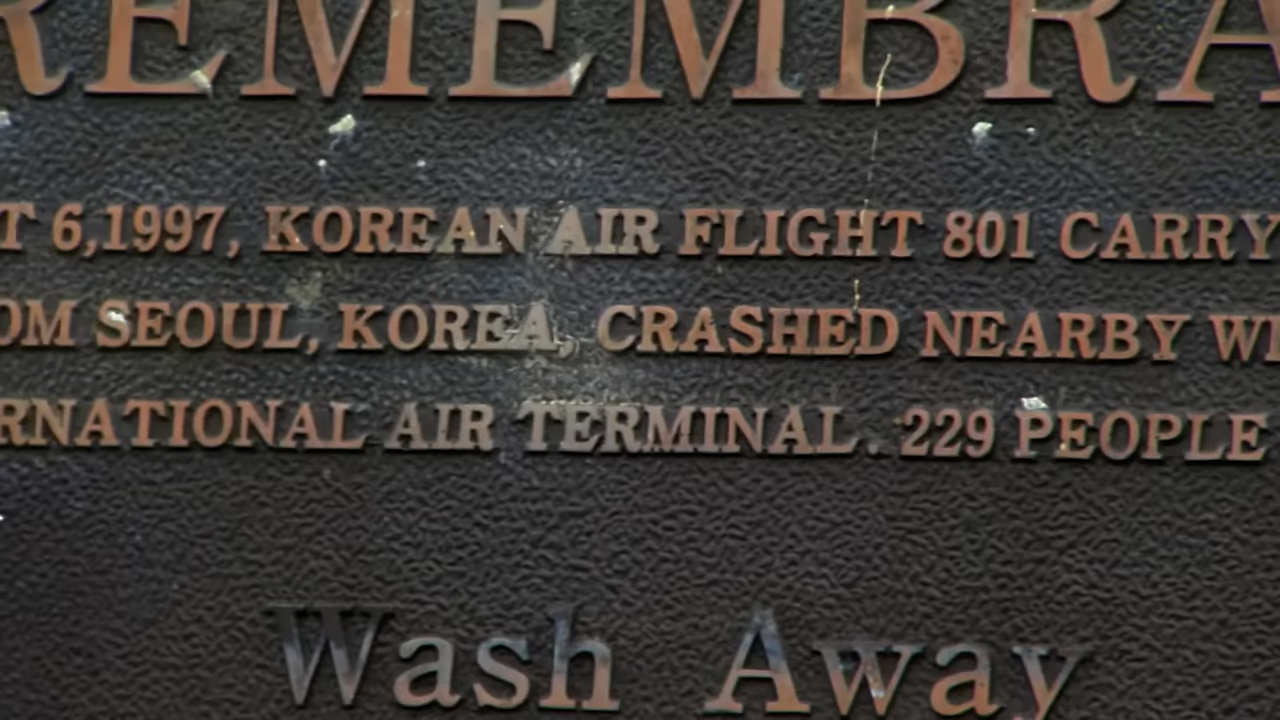 REMEMBRA
T 6,1997, KOREAN AIR FLIGHT 801 CARRY
OM SEOUL, KOREA, CRASHED NEARBY WI
RNATIONAL AIR TERMINAL. 229 PEOPLE
Wash Away